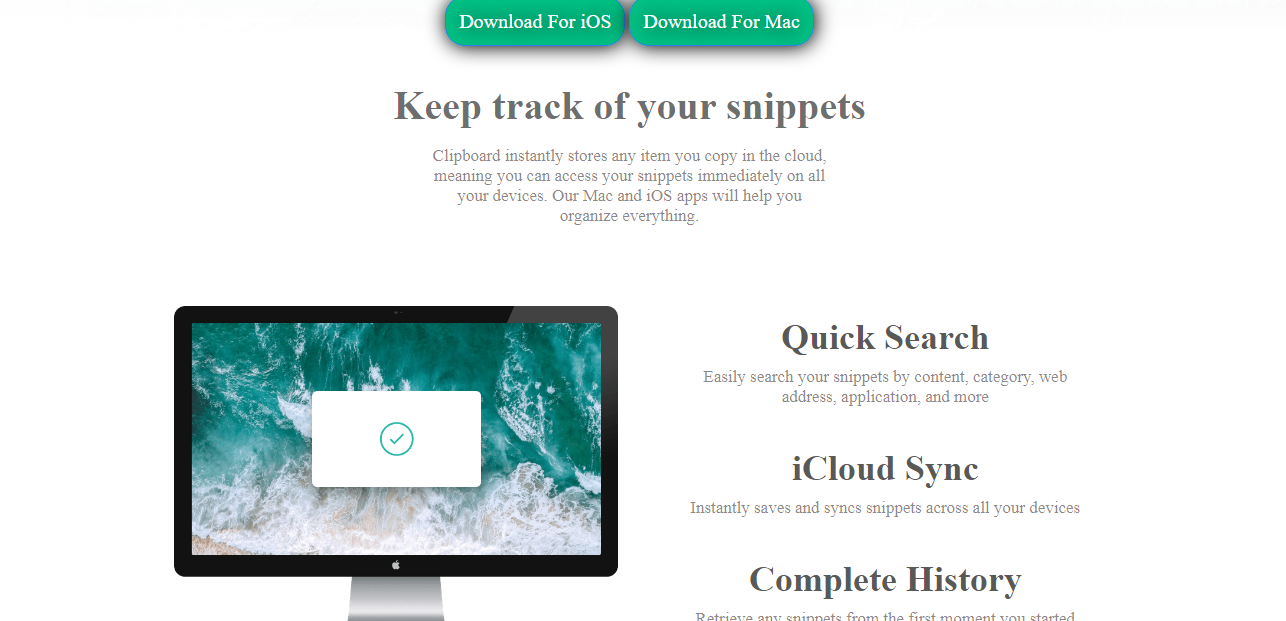 Download For iOS Download For Mac
Keep track of your snippets
Clipboard instantly stores any item you copy in the cloud,
meaning you can access your snippets immediately on all
your devices. Our Mac and iOS apps will help you
organize everything.
Quick Search
Easily search your snippets by content, category, web
address, application, and more
iCloud Sync
Instantly saves and syncs snippets across all your devices
Complete History
Retrieve any snippets from the first moment you started